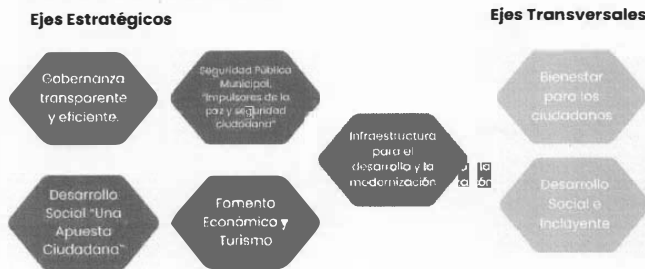 Ejes Estratégicos
Ejes Transversales
Gobernanza
transparente
y eficiente.
Seguridad Pública
Municipal,
"Impulsores de la
paz y seguridad
ciudadana"
Infraestructura
para el
desarrollo y la
modernización
Desarrollo
Social "Una
Apuesta
Ciudadana"
Fomento
Económico y
Turismo
Bienestar
para los
ciudadanos
Desarrollo
Social e
Incluyente